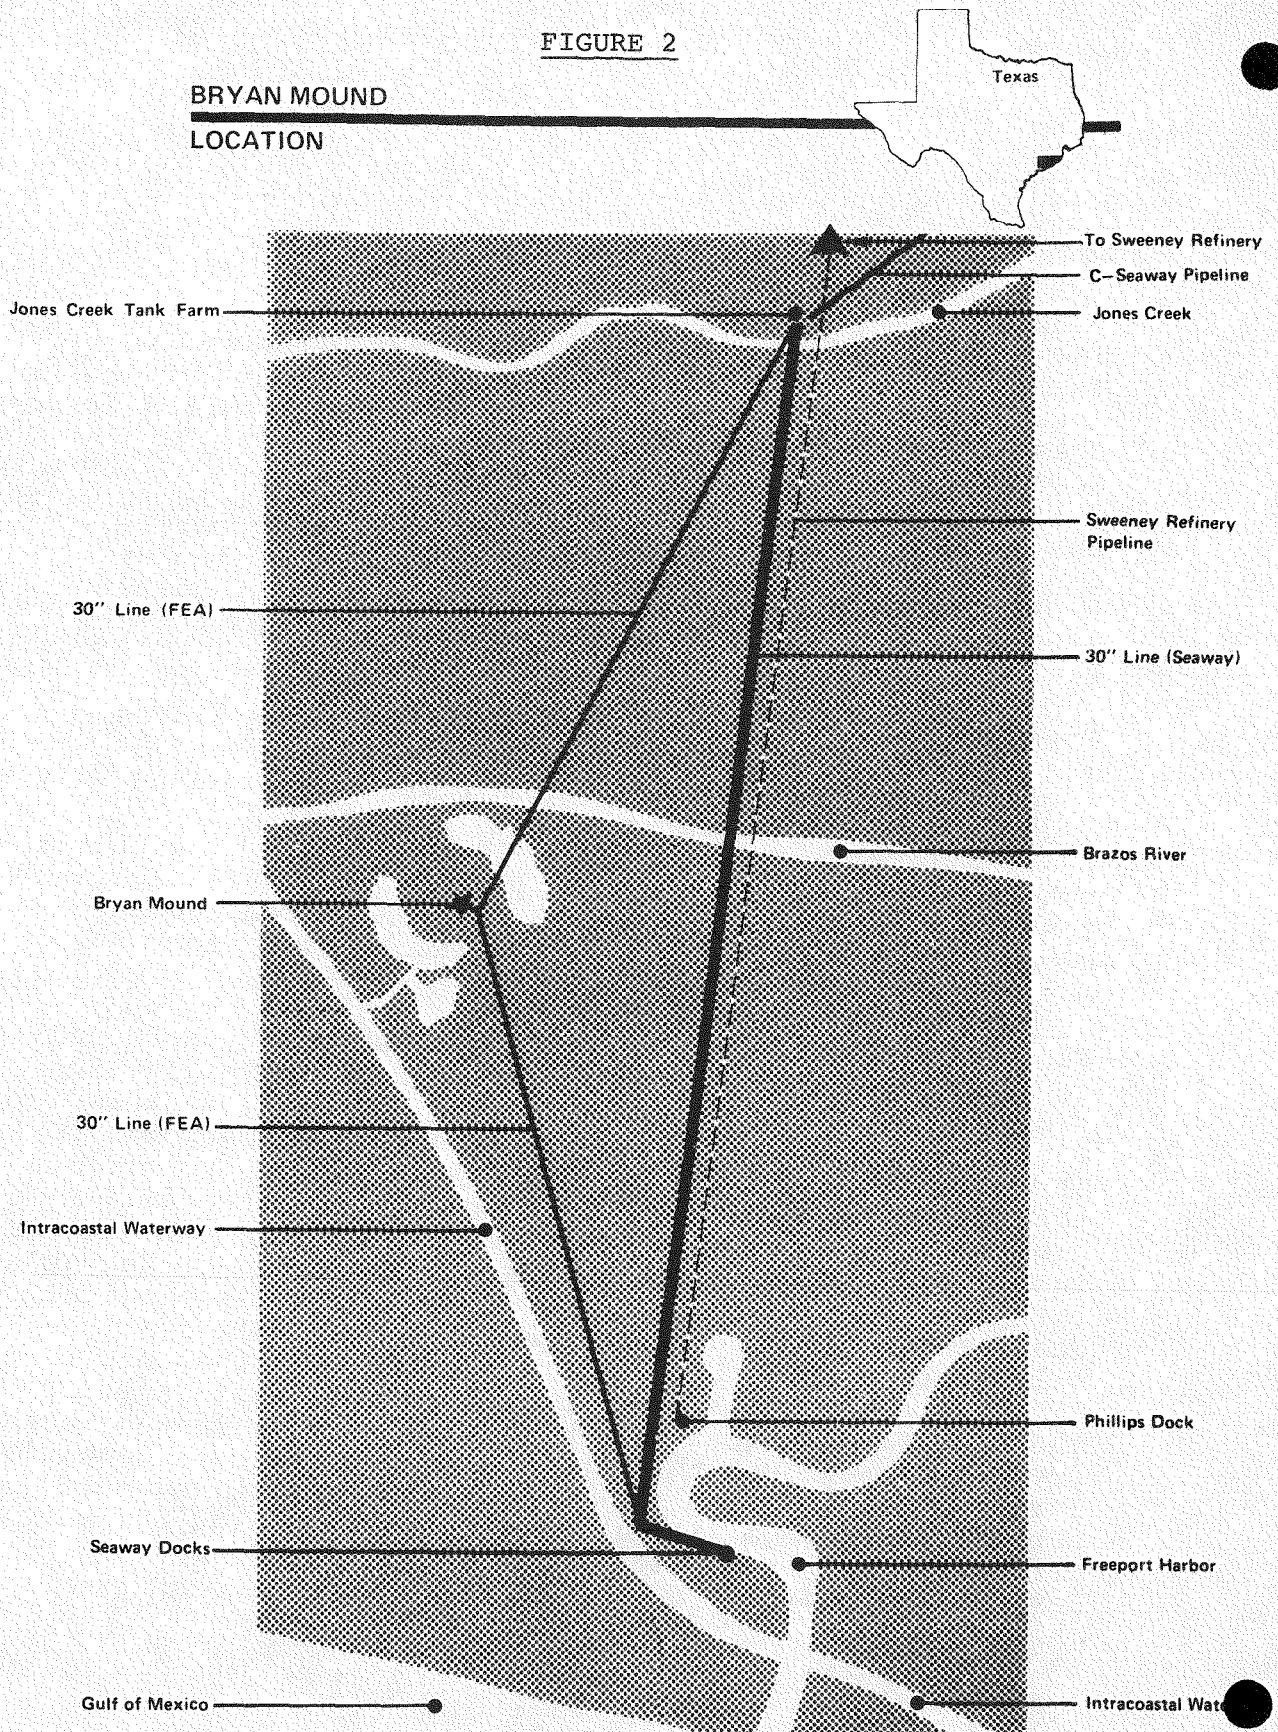 FIGURE 2
Texas
BRYAN MOUND
LOCATION
To Sweeney Refinery
C-Seaway Pipeline
Jones Creek Tank Farm
Jones Creek
Sweeney Refinery
Pipeline
30" Line (FEA)
30" Line (Seaway)
Brazos River
Bryan Mound
30" Line (FEA)
Intracoastal Waterway
Phillips Dock
Seaway Docks
Freeport Harbor
Gulf of Mexico
Intracoastal